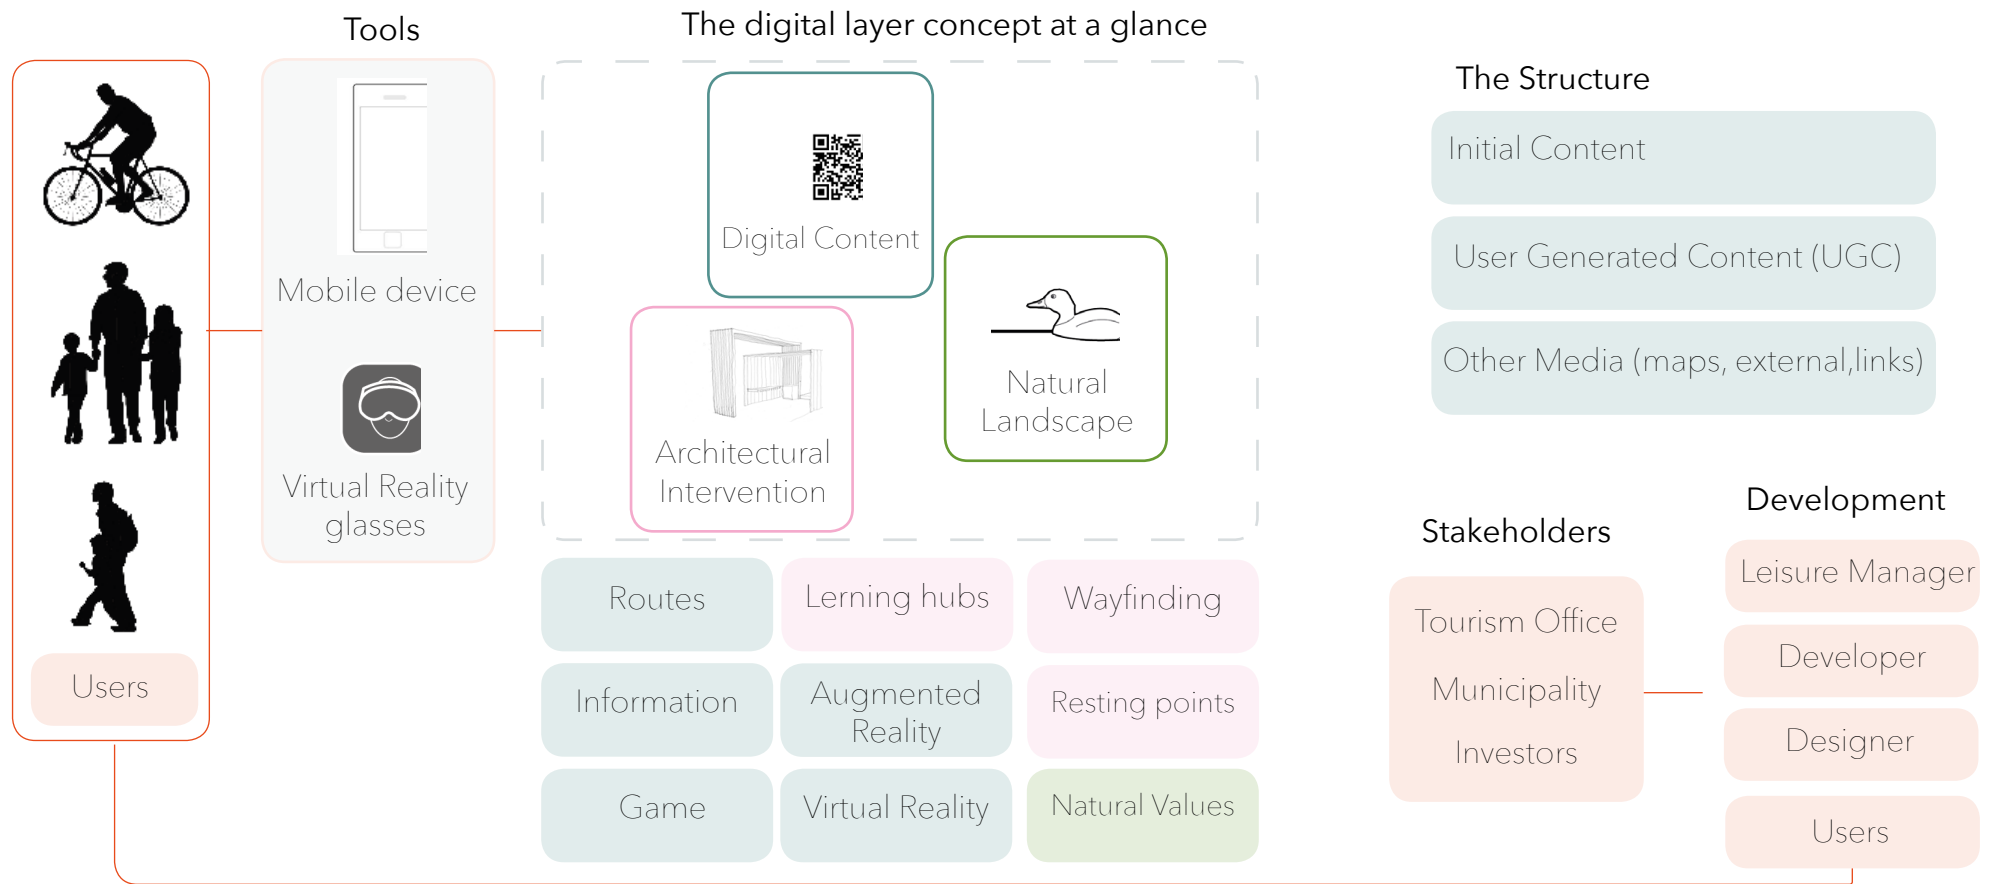 Tools
The digital layer concept at a glance
Mobile device
Virtual Reality
glasses
Users
Digital Content
Natural
Landscape
Architectural
Intervention
Routes
Lerning hubs
Wayfinding
Information
Augmented
Reality
Resting points
Game
Virtual Reality
Natural Values
The Structure
Initial Content
User Generated Content (UGC)
Other Media (maps, external,links)
Stakeholders
Tourism Office
Municipality
Investors
Development
Leisure Manager
Developer
Designer
Users